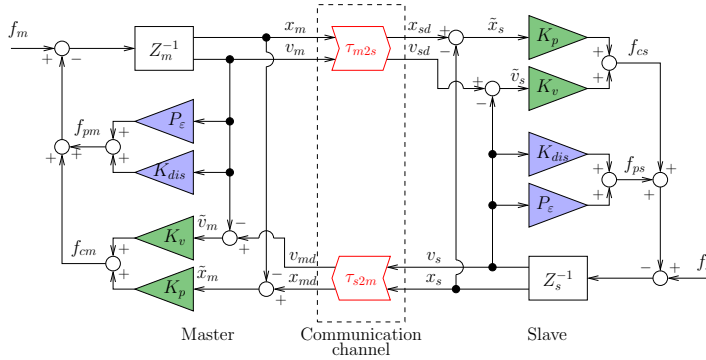 f_m
+
−
Z_m^{-1}
x_m
v_m
τ_{m2s}
x_{sd}
v_{sd}
+
−
x̃_s
K_p
f_{cs}
+
+
+
−
ṽ_s
K_v
P_ε
K_{dis}
+
+
f_{pm}
+
+
K_{dis}
P_ε
+
+
f_{ps}
+
+
f_{cm}
+
+
K_v
K_p
ṽ_m
x̃_m
−
+
−
+
v_{md}
x_{md}
τ_{s2m}
v_s
x_s
Z_s^{-1}
−
+
Master
Communication
channel
Slave